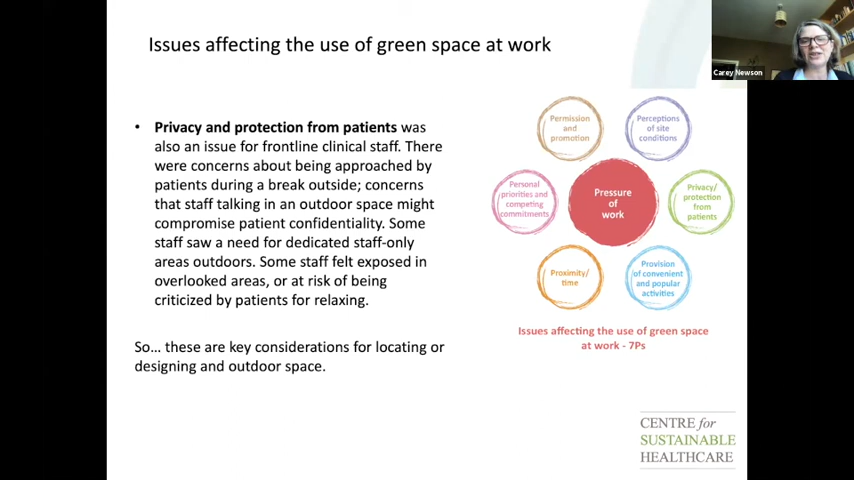 Issues affecting the use of green space at work
Carey Newson
• Privacy and protection from patients was
also an issue for frontline clinical staff. There
were concerns about being approached by
patients during a break outside; concerns
that staff talking in an outdoor space might
compromise patient confidentiality. Some
staff saw a need for dedicated staff-only
areas outdoors. Some staff felt exposed in
overlooked areas, or at risk of being
criticized by patients for relaxing.
So… these are key considerations for locating or
designing and outdoor space.
Permission
and
promotion
Perceptions
of site
conditions
Personal
priorities and
competing
commitments
Pressure
of
work
Privacy/
protection
from
patients
Proximity/
time
Provision
of convenient
and popular
activities
Issues affecting the use of green space
at work - 7Ps
CENTRE for
SUSTAINABLE
HEALTHCARE